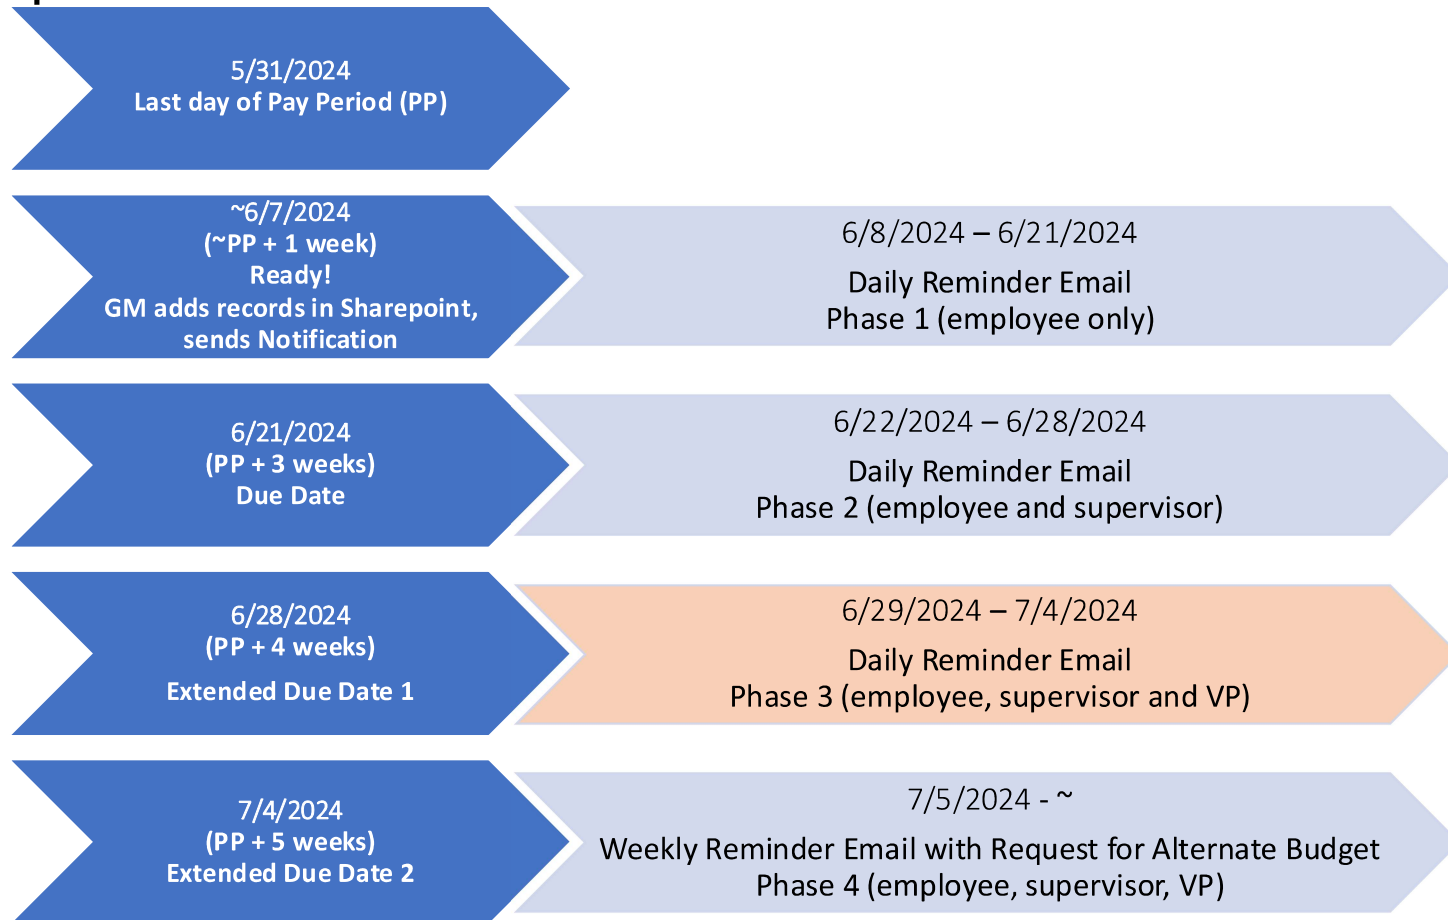 5/31/2024
Last day of Pay Period (PP)
~6/7/2024
(~PP + 1 week)
Ready!
GM adds records in Sharepoint,
sends Notification
6/8/2024 – 6/21/2024
Daily Reminder Email
Phase 1 (employee only)
6/21/2024
(PP + 3 weeks)
Due Date
6/22/2024 – 6/28/2024
Daily Reminder Email
Phase 2 (employee and supervisor)
6/28/2024
(PP + 4 weeks)
Extended Due Date 1
6/29/2024 – 7/4/2024
Daily Reminder Email
Phase 3 (employee, supervisor and VP)
7/4/2024
(PP + 5 weeks)
Extended Due Date 2
7/5/2024 - ~
Weekly Reminder Email with Request for Alternate Budget
Phase 4 (employee, supervisor, VP)